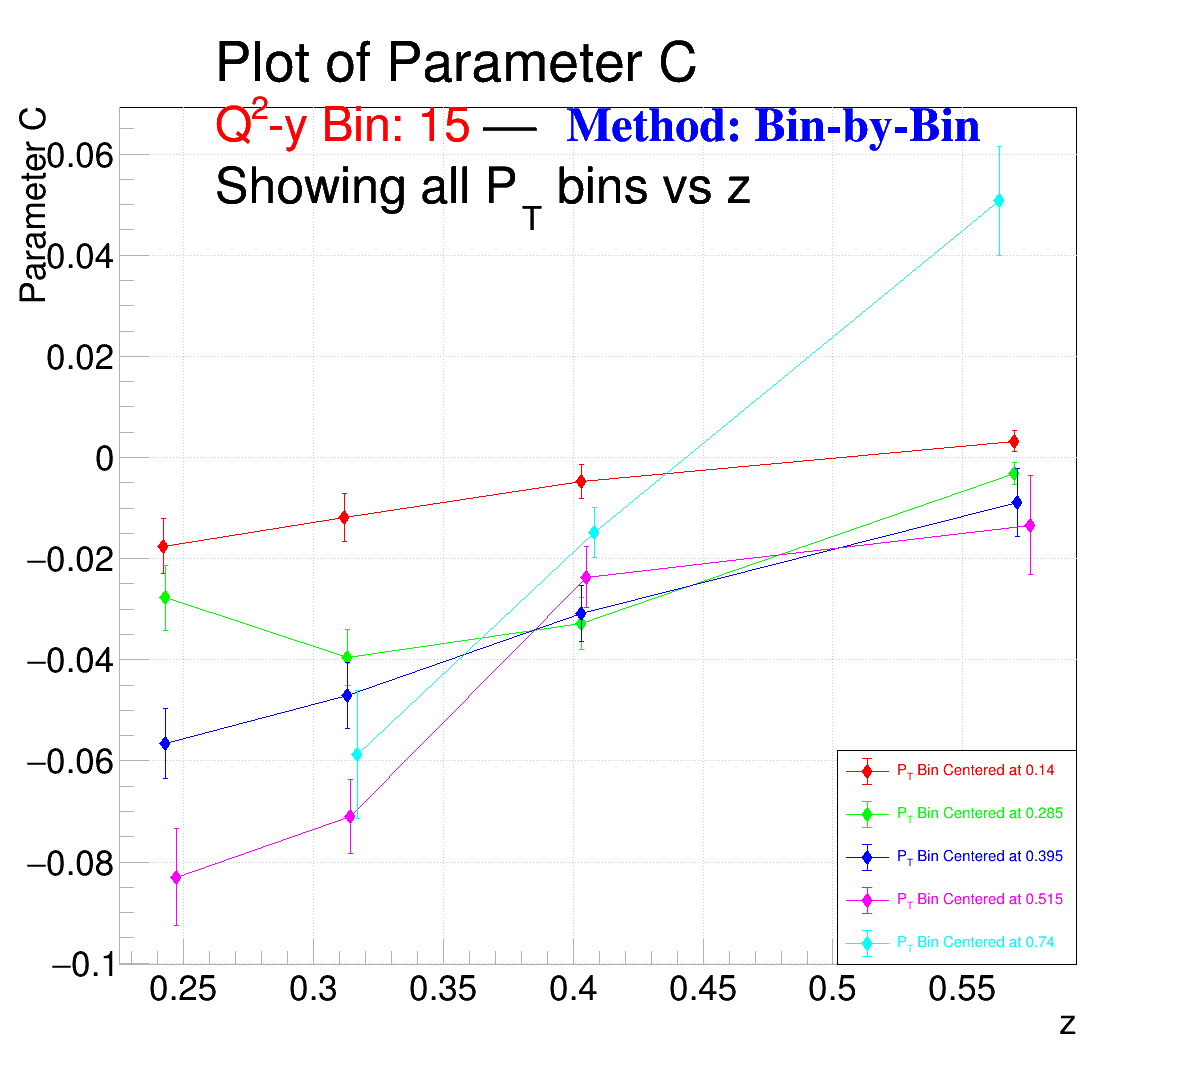 Plot of Parameter C
Q2-y Bin: 15 — Method: Bin-by-Bin
Showing all PT bins vs z
Parameter C
0.06
0.04
0.02
0
−0.02
−0.04
−0.06
−0.08
−0.1
PT Bin Centered at 0.14
PT Bin Centered at 0.285
PT Bin Centered at 0.395
PT Bin Centered at 0.515
PT Bin Centered at 0.74
0.25 0.3 0.35 0.4 0.45 0.5 0.55
z